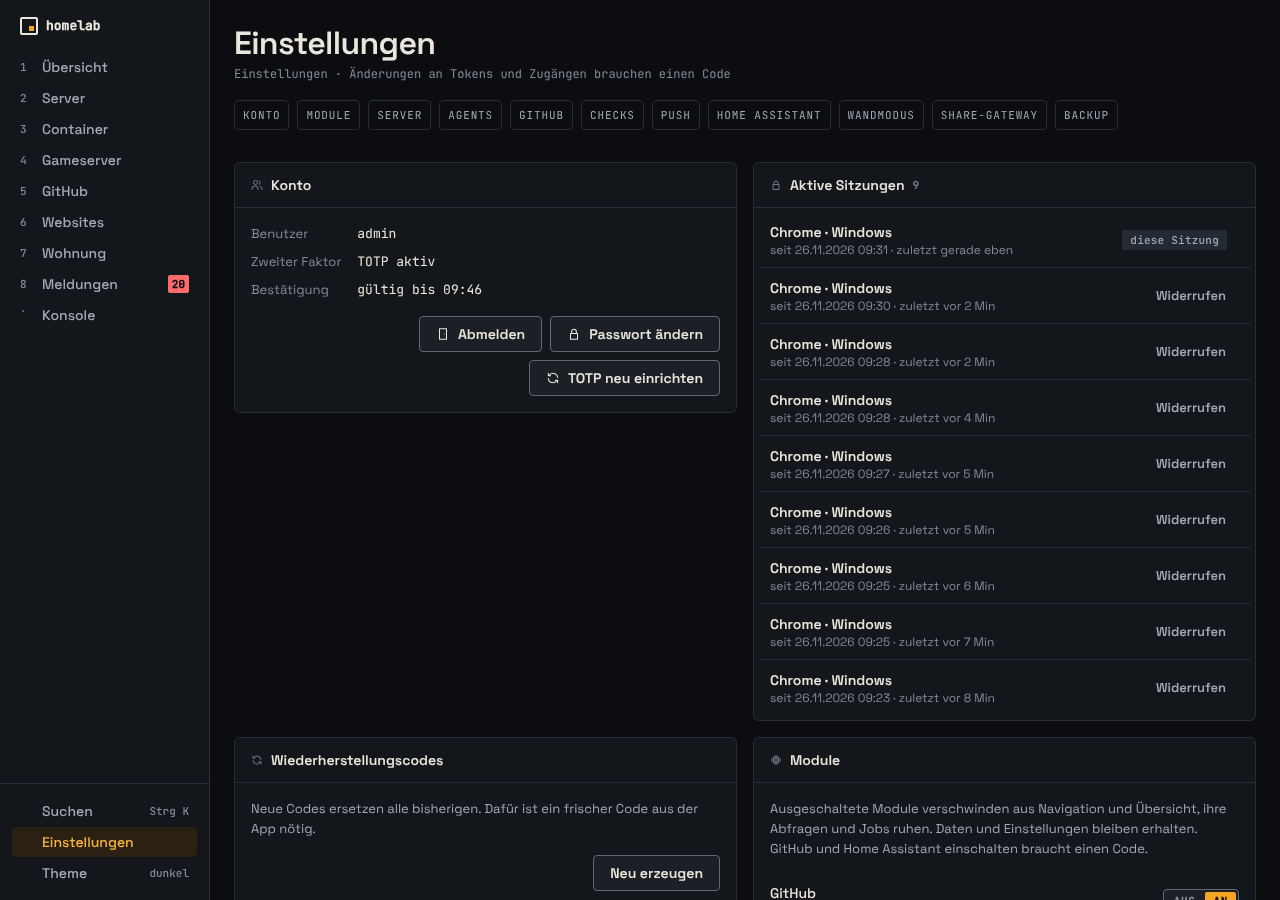 homelab
1 Übersicht
2 Server
3 Container
4 Gameserver
5 GitHub
6 Websites
7 Wohnung
8 Meldungen 20
` Konsole
Suchen Strg K
Einstellungen
Theme dunkel
Einstellungen
Einstellungen · Änderungen an Tokens und Zugängen brauchen einen Code
KONTO MODULE SERVER AGENTS GITHUB CHECKS PUSH HOME ASSISTANT WANDMODUS SHARE-GATEWAY BACKUP
Konto
Benutzer admin
Zweiter Faktor TOTP aktiv
Bestätigung gültig bis 09:46
Abmelden Passwort ändern
TOTP neu einrichten
Aktive Sitzungen 9
Chrome · Windows
seit 26.11.2026 09:31 · zuletzt gerade eben
diese Sitzung
Chrome · Windows
seit 26.11.2026 09:30 · zuletzt vor 2 Min
Widerrufen
Chrome · Windows
seit 26.11.2026 09:28 · zuletzt vor 2 Min
Widerrufen
Chrome · Windows
seit 26.11.2026 09:28 · zuletzt vor 4 Min
Widerrufen
Chrome · Windows
seit 26.11.2026 09:27 · zuletzt vor 5 Min
Widerrufen
Chrome · Windows
seit 26.11.2026 09:26 · zuletzt vor 5 Min
Widerrufen
Chrome · Windows
seit 26.11.2026 09:25 · zuletzt vor 6 Min
Widerrufen
Chrome · Windows
seit 26.11.2026 09:25 · zuletzt vor 7 Min
Widerrufen
Chrome · Windows
seit 26.11.2026 09:23 · zuletzt vor 8 Min
Widerrufen
Wiederherstellungscodes
Neue Codes ersetzen alle bisherigen. Dafür ist ein frischer Code aus der
App nötig.
Neu erzeugen
Module
Ausgeschaltete Module verschwinden aus Navigation und Übersicht, ihre
Abfragen und Jobs ruhen. Daten und Einstellungen bleiben erhalten.
GitHub und Home Assistant einschalten braucht einen Code.
GitHub
AUS AN